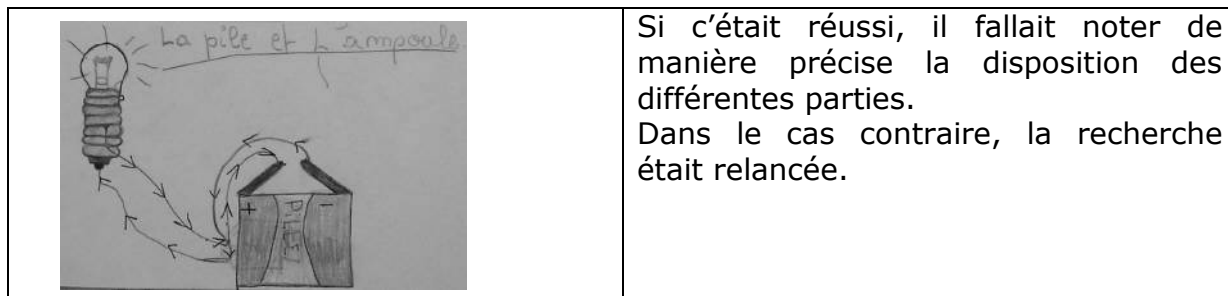 La pile et L'ampoule.
+
PILE
-
Si c’était réussi, il fallait noter de
manière précise la disposition des
différentes parties.
Dans le cas contraire, la recherche
était relancée.